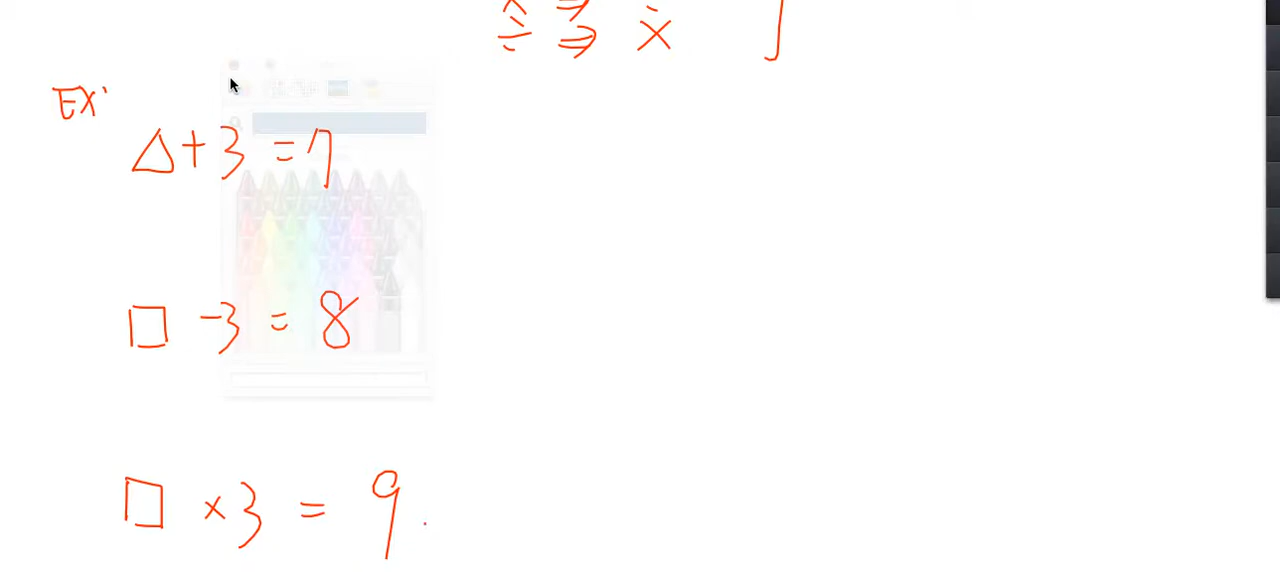 ÷ ⇒ ×
EX'
△ + 3 = 7
□ - 3 = 8
□ × 3 = 9.